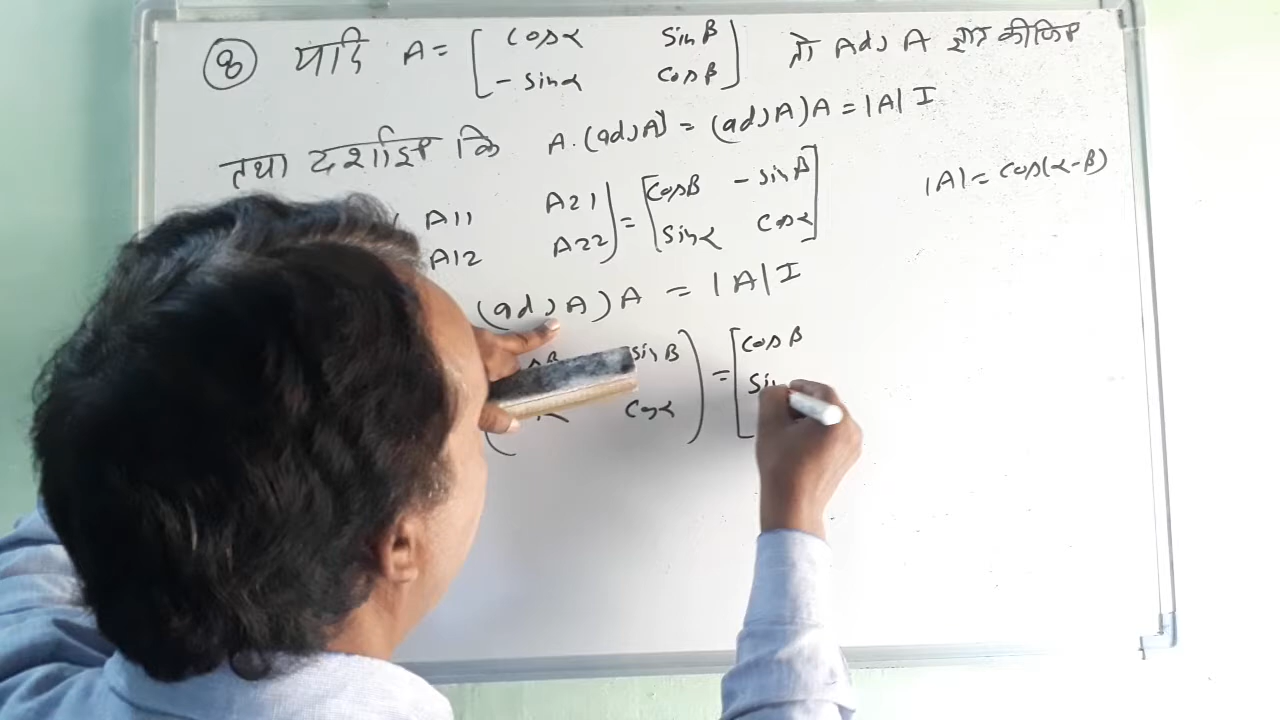 8 यदि A = [ cosα sinβ
- sinα cosβ ] तो Adj A ज्ञात कीजिए
तथा दर्शाइए कि A.(adjA) = (adjA)A = |A| I
A11 A21 = [ cosβ - sinβ
A12 A22 sinα cosα ]
|A| = cos(α-β)
(adjA)A = |A| I
sinβ ) = [ cosβ
cosα